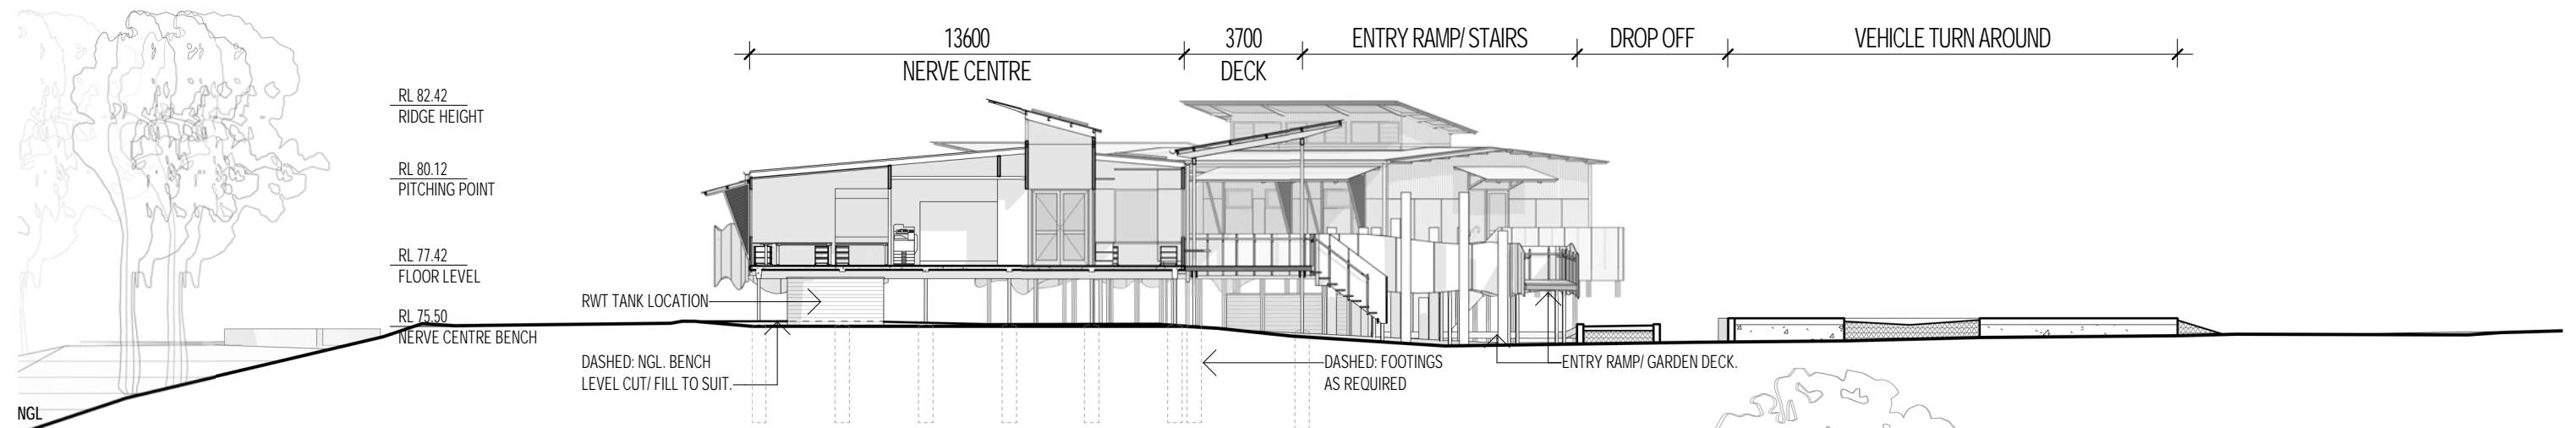 13600
NERVE CENTRE
3700
DECK
ENTRY RAMP/ STAIRS
DROP OFF
VEHICLE TURN AROUND
RL 82.42
RIDGE HEIGHT
RL 80.12
PITCHING POINT
RL 77.42
FLOOR LEVEL
RL 75.50
NERVE CENTRE BENCH
RWT TANK LOCATION
DASHED: NGL. BENCH
LEVEL CUT/ FILL TO SUIT.
DASHED: FOOTINGS
AS REQUIRED
ENTRY RAMP/ GARDEN DECK.
NGL